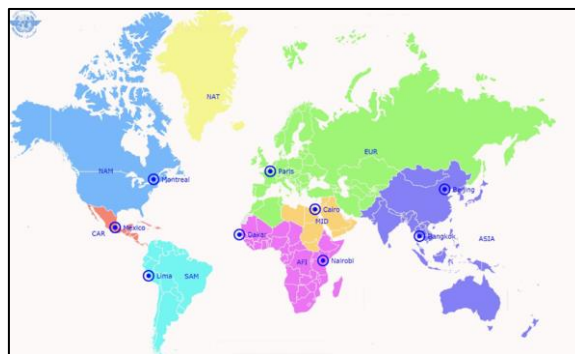 NAT
EUR
NAM
Montreal
Paris
Beijing
Cairo
MID
CAR
Mexico
Dakar
Bangkok
ASIA
Lima
SAM
AFI
Nairobi